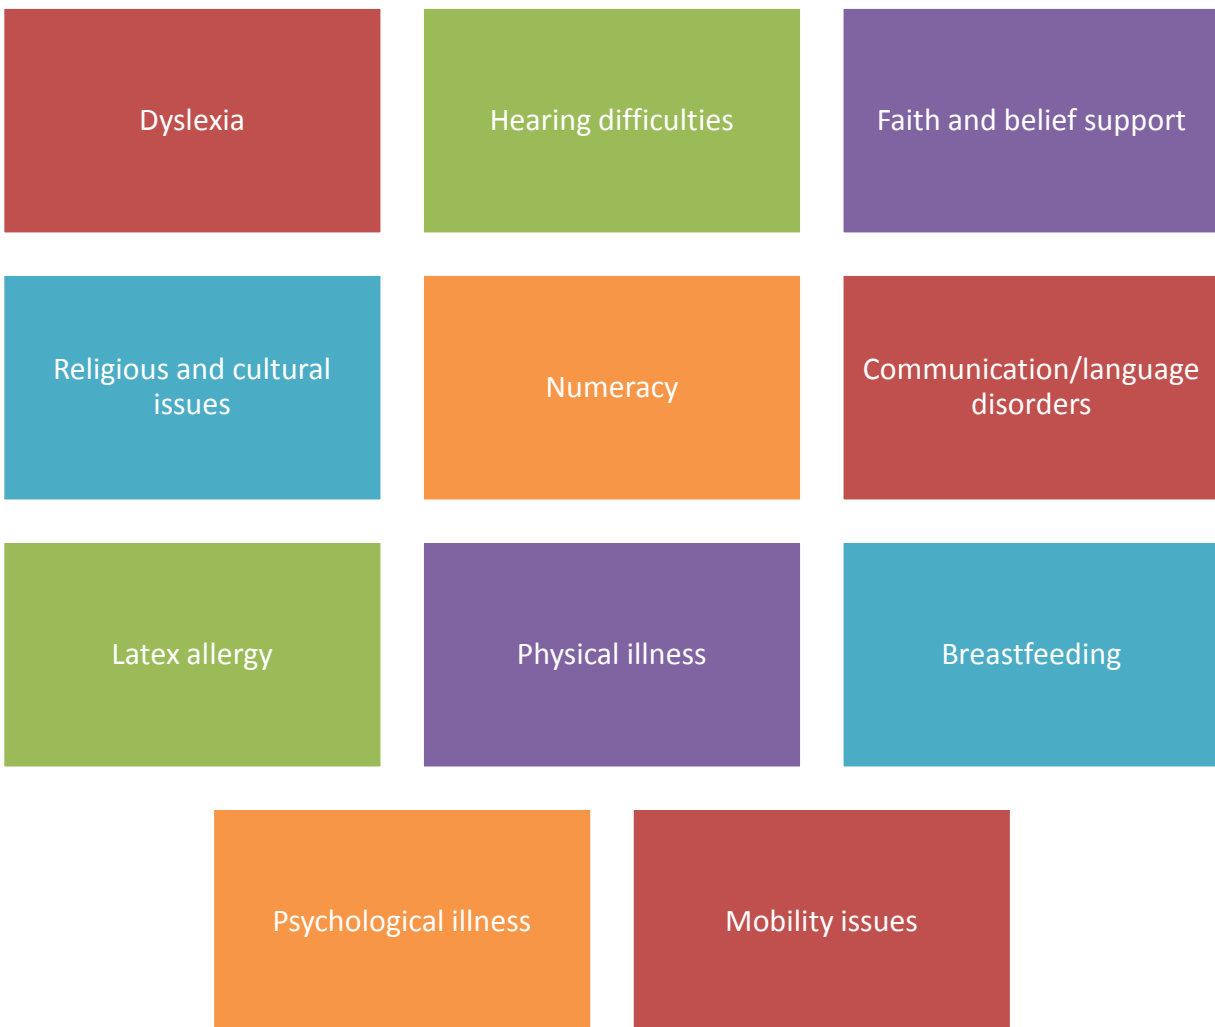 Dyslexia
Hearing difficulties
Faith and belief support
Religious and cultural
issues
Numeracy
Communication/language
disorders
Latex allergy
Physical illness
Breastfeeding
Psychological illness
Mobility issues